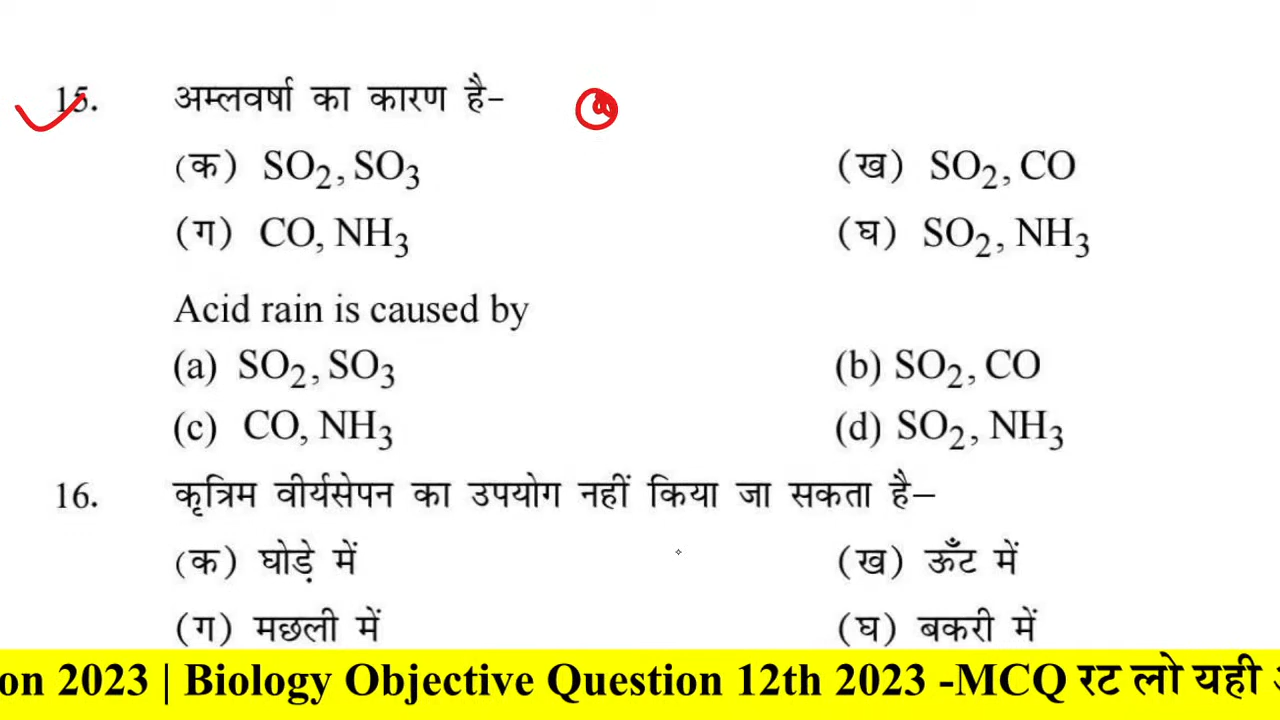 15. अम्लवर्षा का कारण है-
(क) SO₂, SO₃ (ख) SO₂, CO
(ग) CO, NH₃ (घ) SO₂, NH₃
Acid rain is caused by
(a) SO₂, SO₃ (b) SO₂, CO
(c) CO, NH₃ (d) SO₂, NH₃
16. कृत्रिम वीर्यसेपन का उपयोग नहीं किया जा सकता है–
(क) घोड़े में (ख) ऊँट में
(ग) मछली में (घ) बकरी में
on 2023 | Biology Objective Question 12th 2023 -MCQ रट लो यही